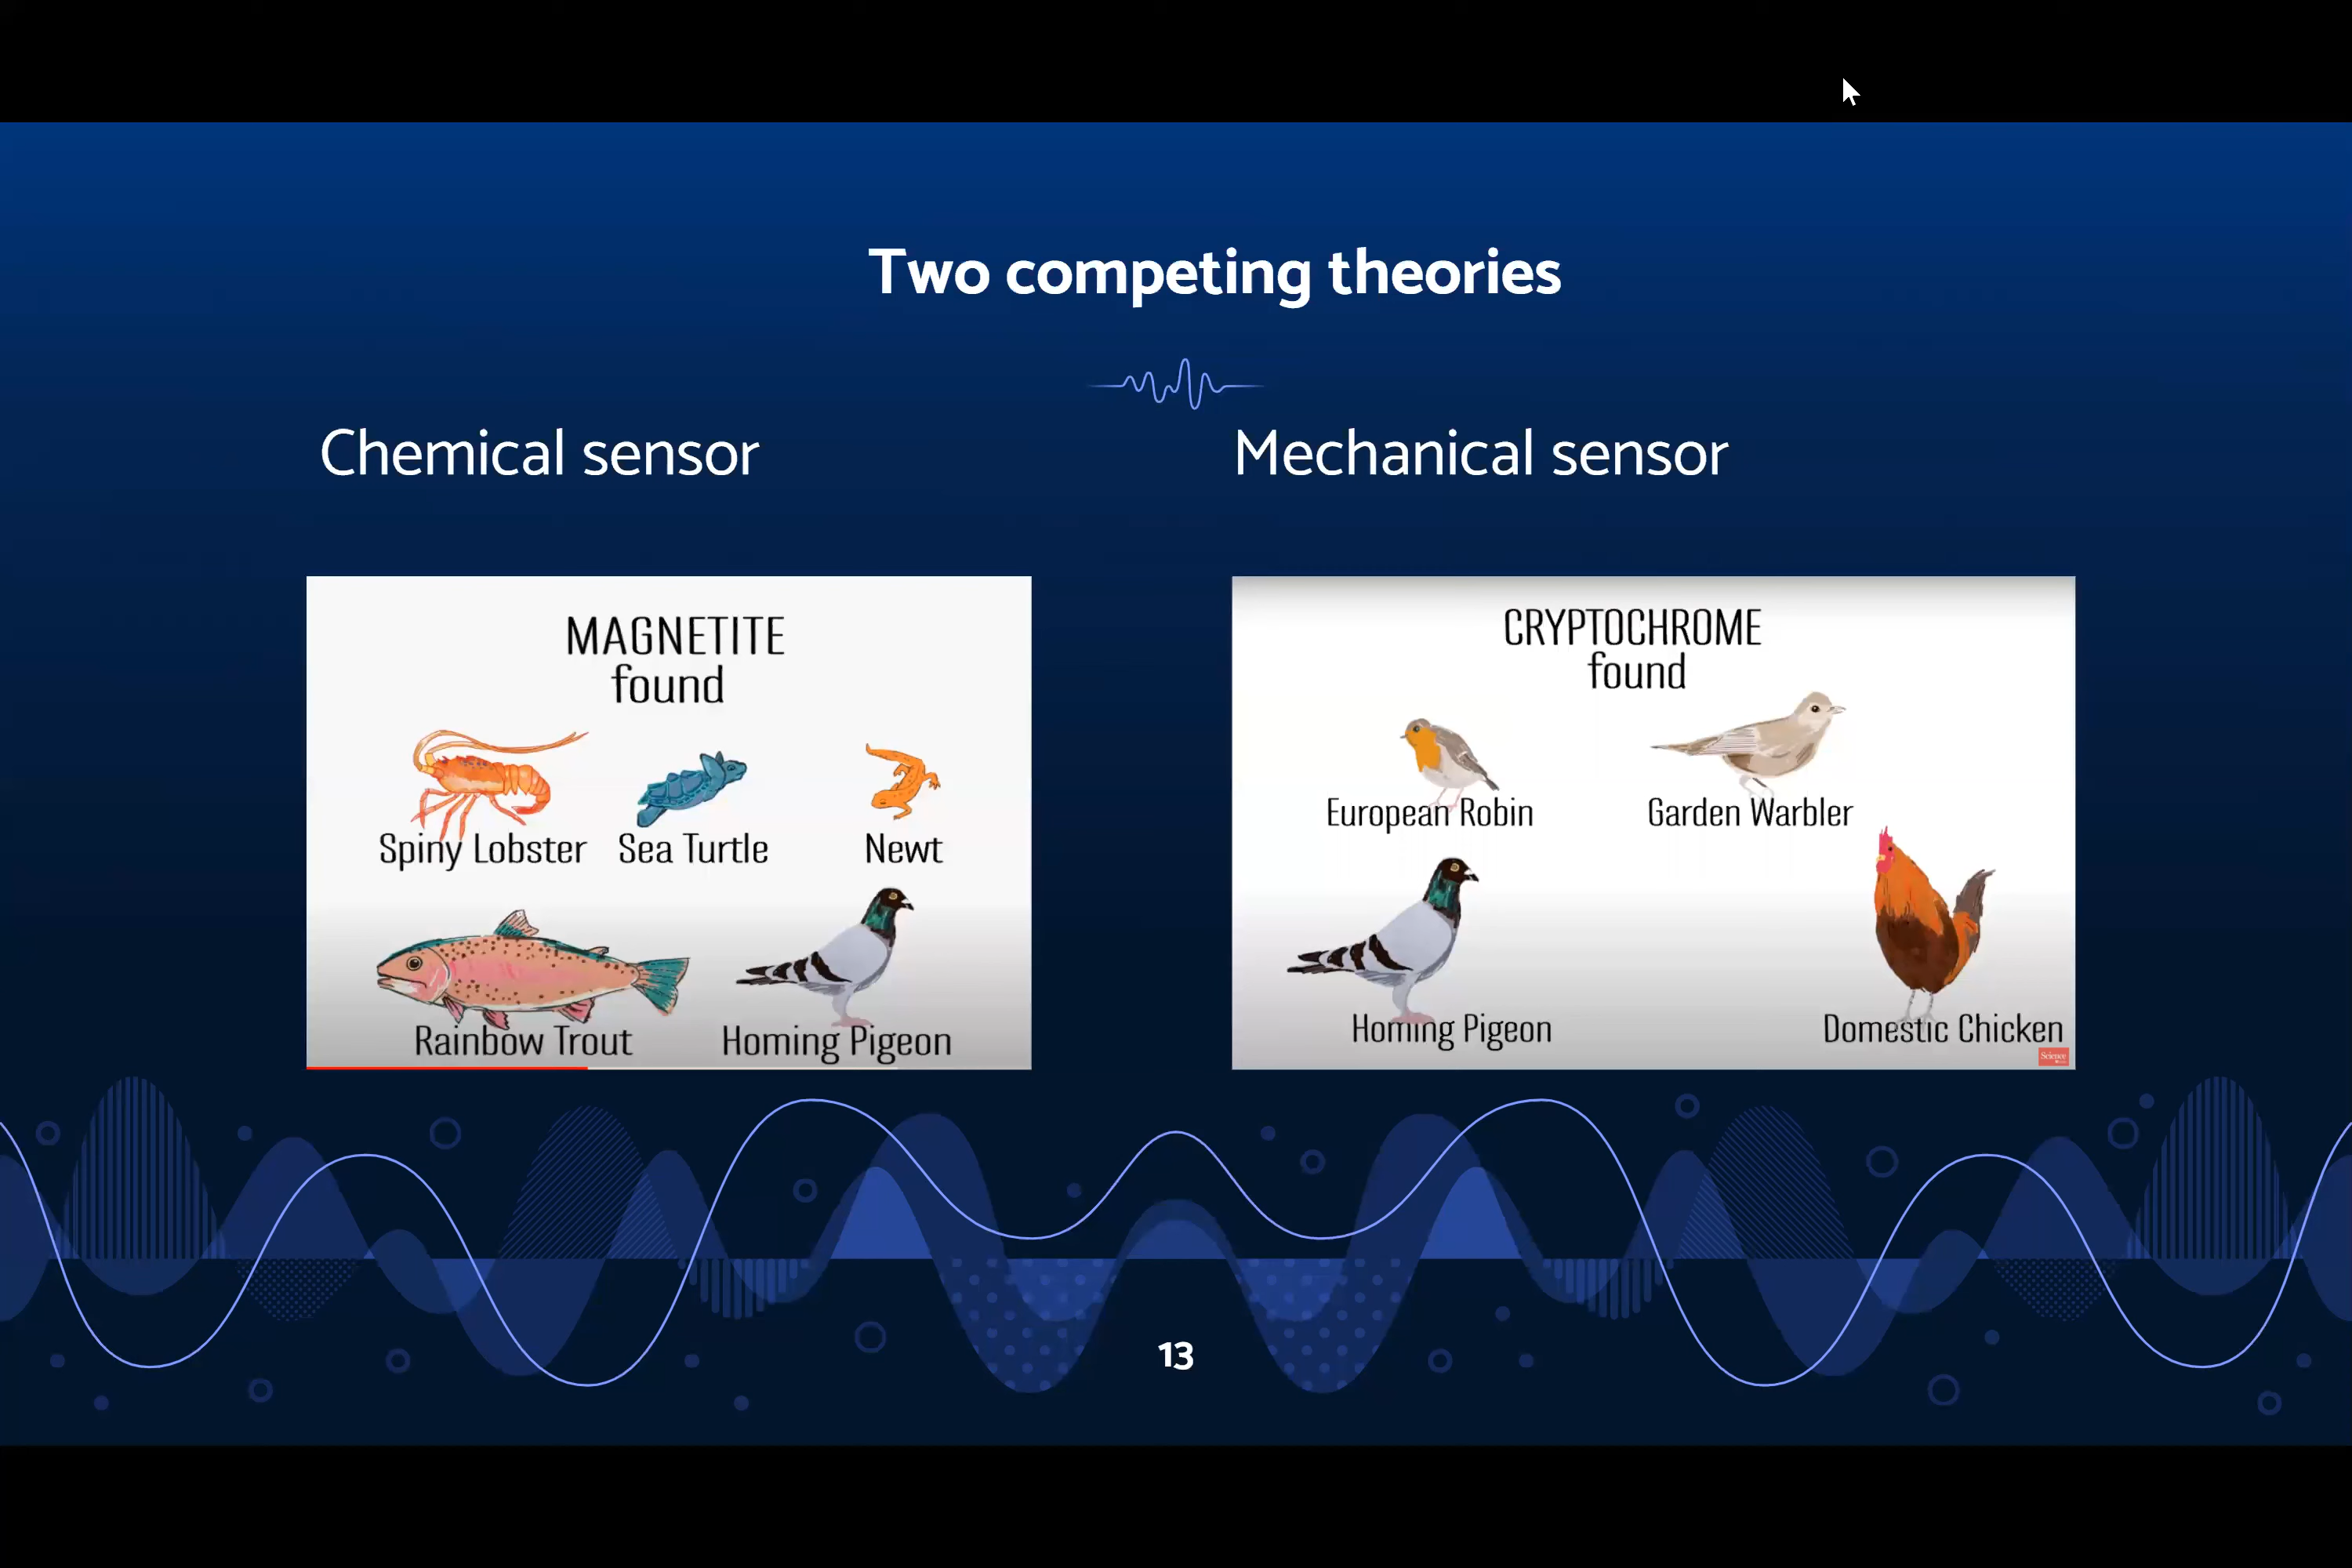 Two competing theories
Chemical sensor
Mechanical sensor
MAGNETITE
found
Spiny Lobster
Sea Turtle
Newt
Rainbow Trout
Homing Pigeon
CRYPTOCHROME
found
European Robin
Garden Warbler
Homing Pigeon
Domestic Chicken
Science
13